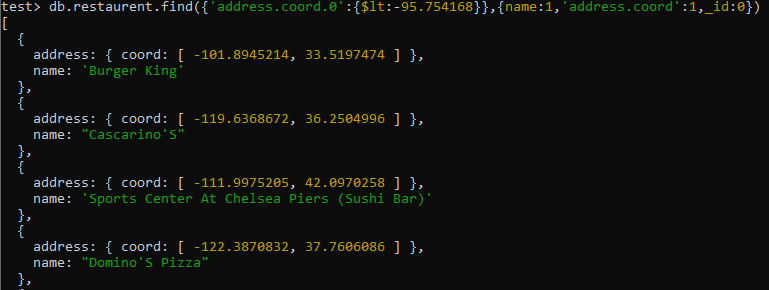 test> db.restaurent.find({'address.coord.0':{$lt:-95.754168}},{name:1,'address.coord':1,_id:0})
[
  {
    address: { coord: [ -101.8945214, 33.5197474 ] },
    name: 'Burger King'
  },
  {
    address: { coord: [ -119.6368672, 36.2504996 ] },
    name: "Cascarino'S"
  },
  {
    address: { coord: [ -111.9975205, 42.0970258 ] },
    name: 'Sports Center At Chelsea Piers (Sushi Bar)'
  },
  {
    address: { coord: [ -122.3870832, 37.7606086 ] },
    name: "Domino'S Pizza"
  },